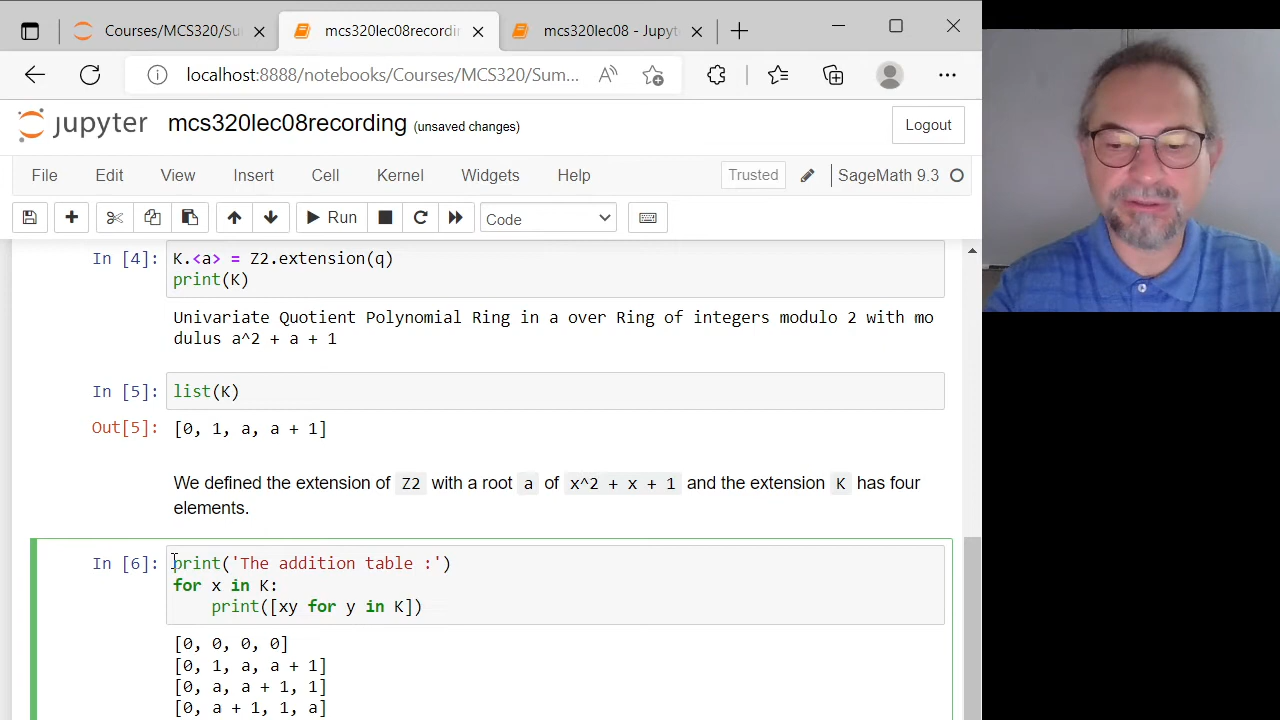 Courses/MCS320/Su
mcs320lec08recordin
mcs320lec08 - Jupyt
localhost:8888/notebooks/Courses/MCS320/Sum...
jupyter mcs320lec08recording (unsaved changes)
Logout
File Edit View Insert Cell Kernel Widgets Help Trusted SageMath 9.3
Run Code
In [4]: K.<a> = Z2.extension(q)
print(K)
Univariate Quotient Polynomial Ring in a over Ring of integers modulo 2 with mo
dulus a^2 + a + 1
In [5]: list(K)
Out[5]: [0, 1, a, a + 1]
We defined the extension of Z2 with a root a of x^2 + x + 1 and the extension K has four
elements.
In [6]: print('The addition table :')
for x in K:
print([xy for y in K])
[0, 0, 0, 0]
[0, 1, a, a + 1]
[0, a, a + 1, 1]
[0, a + 1, 1, a]